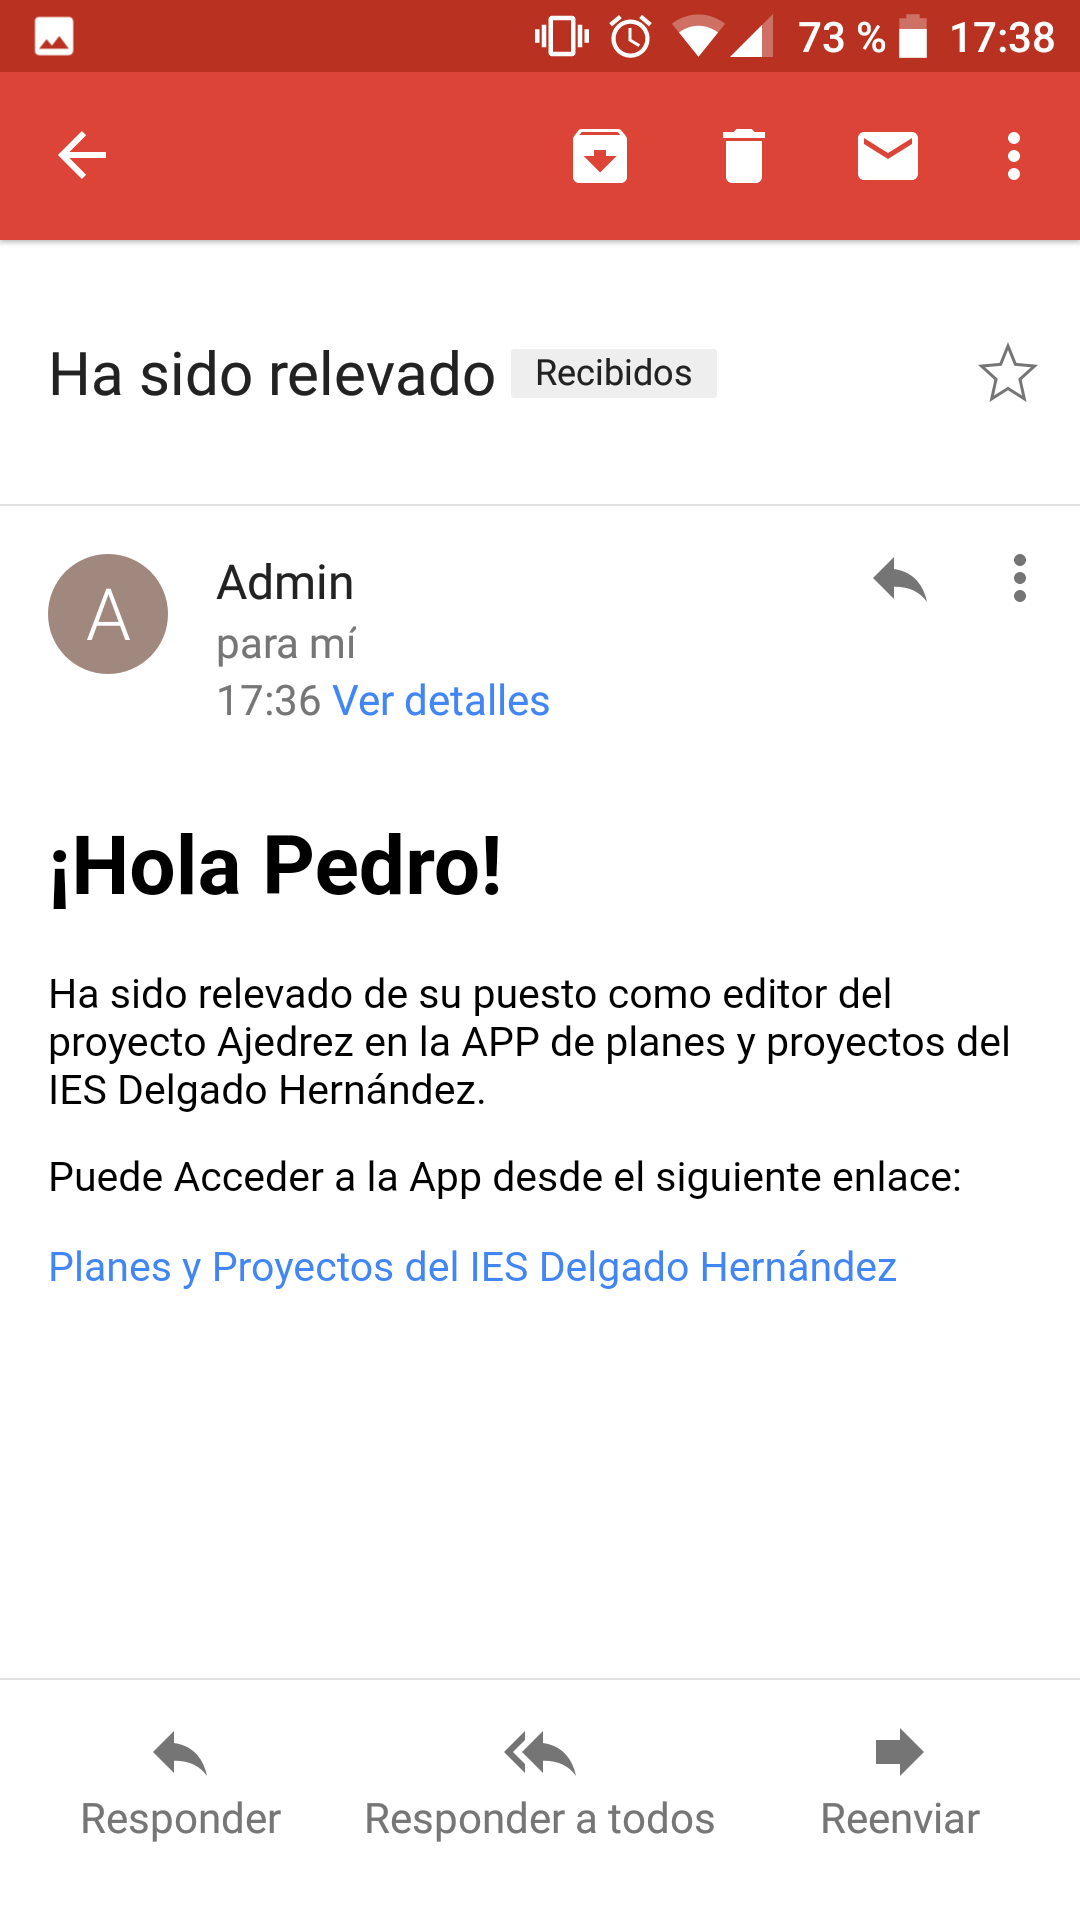 73 % 17:38
Ha sido relevado Recibidos
A
Admin
para mí
17:36 Ver detalles
¡Hola Pedro!
Ha sido relevado de su puesto como editor del
proyecto Ajedrez en la APP de planes y proyectos del
IES Delgado Hernández.
Puede Acceder a la App desde el siguiente enlace:
Planes y Proyectos del IES Delgado Hernández
Responder Responder a todos Reenviar